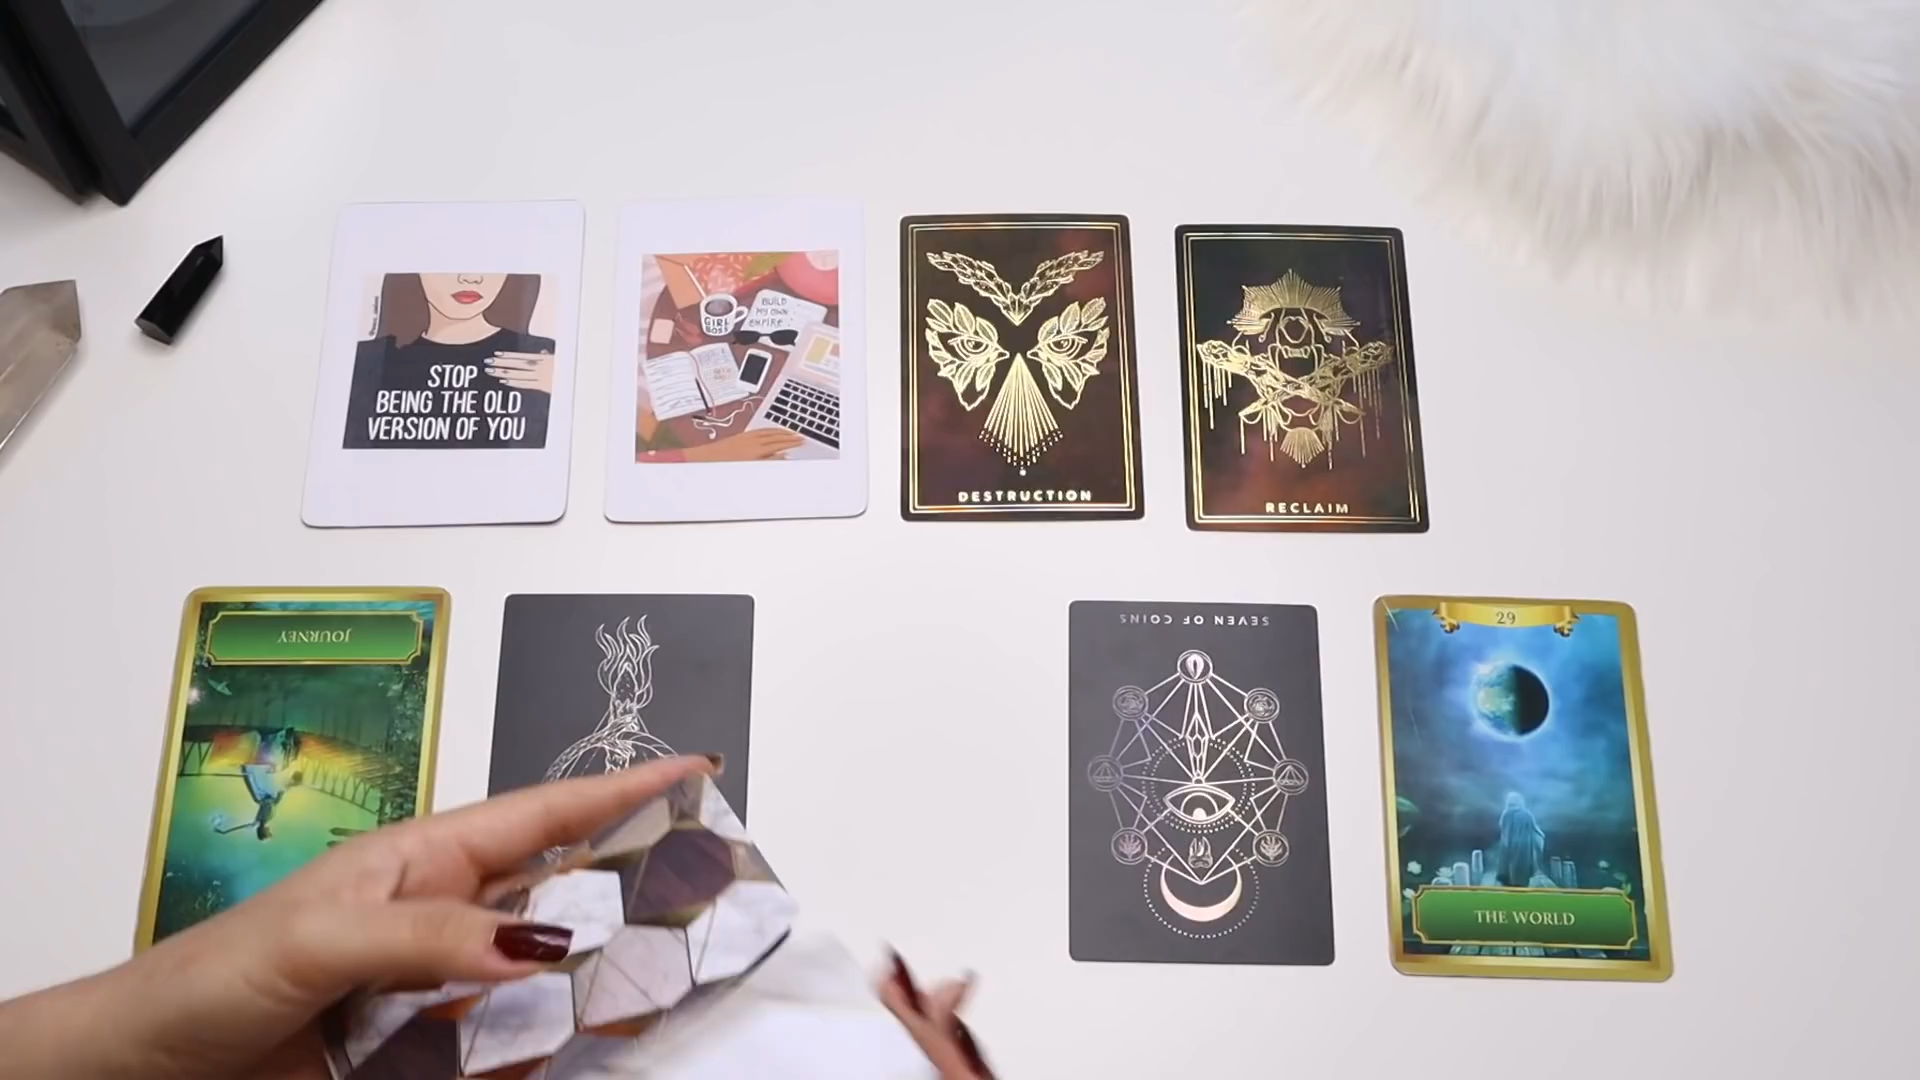 STOP
BEING THE OLD
VERSION OF YOU
GIRL
BOSS
BUILD
MY OWN
EMPIRE
DESTRUCTION
RECLAIM
JOURNEY
SEVEN OF COINS
29
THE WORLD